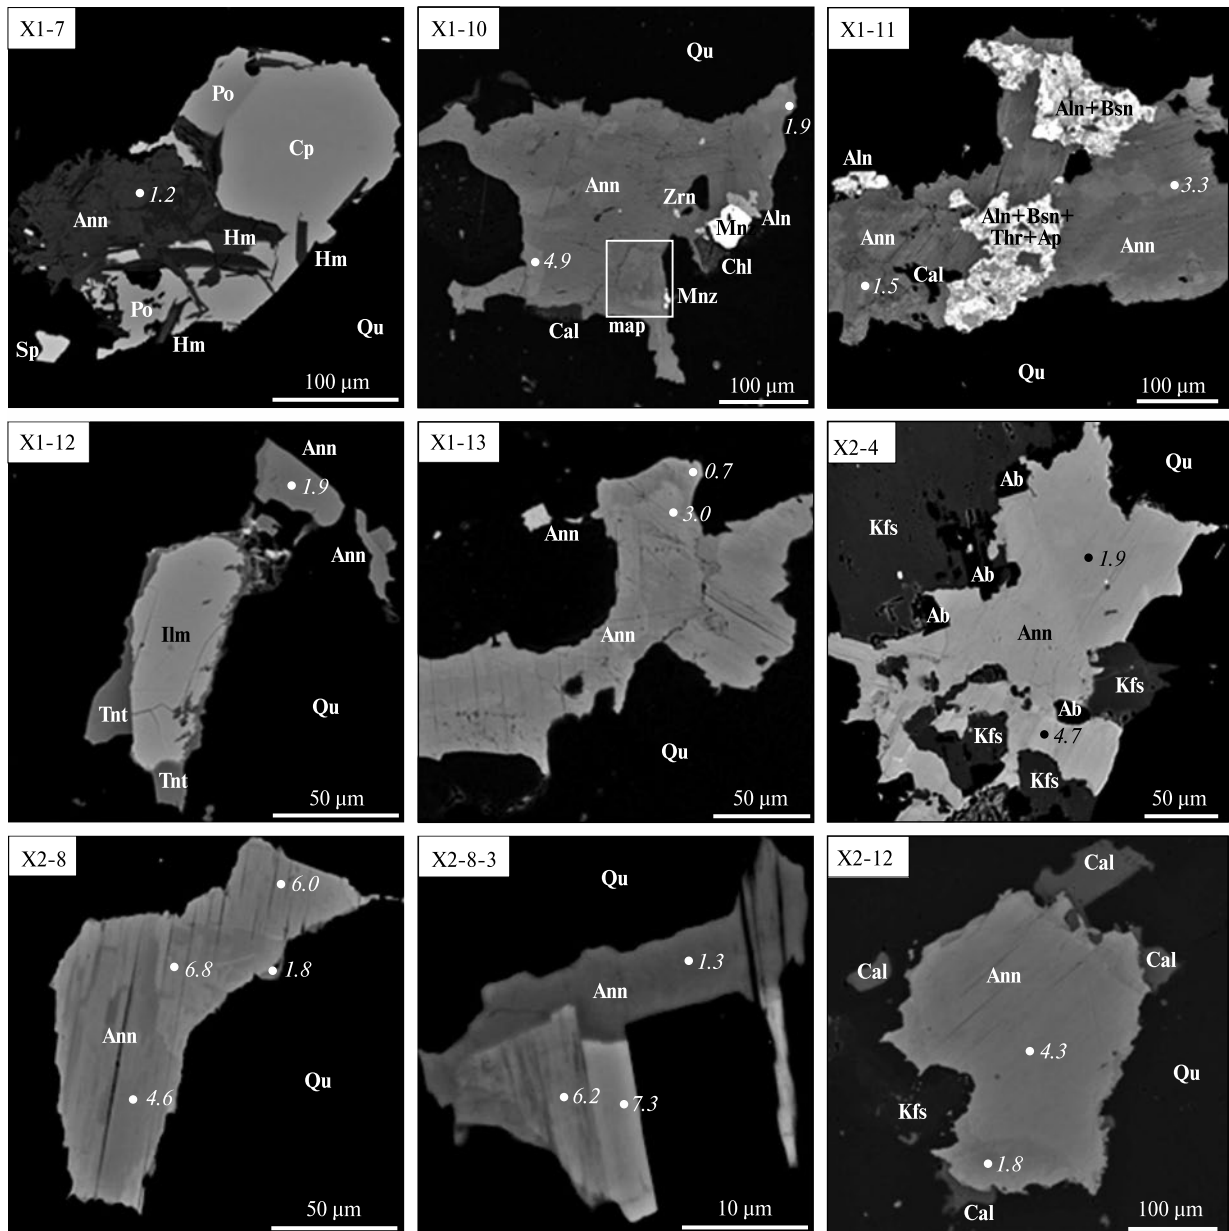 X1-7
Po
Cp
1.2
Ann
Hm
Hm
Po
Hm
Sp
Qu
100 μm
X1-10
Qu
1.9
Ann
Zrn
Mn
Aln
4.9
Chl
Mnz
Cal
map
100 μm
X1-11
Aln+Bsn
Aln
3.3
Aln+Bsn+
Thr+Ap
Ann
Ann
Cal
1.5
Qu
100 μm
X1-12
Ann
1.9
Ann
Ilm
Tnt
Qu
Tnt
50 μm
X1-13
0.7
3.0
Ann
Ann
Qu
50 μm
X2-4
Qu
Ab
Kfs
1.9
Ab
Ab
Ann
Kfs
Ab
Kfs
4.7
Kfs
50 μm
X2-8
6.0
6.8
1.8
Ann
Qu
4.6
50 μm
X2-8-3
Qu
1.3
Ann
6.2
7.3
10 μm
X2-12
Cal
Cal
Cal
Ann
4.3
Qu
Kfs
1.8
Cal
100 μm